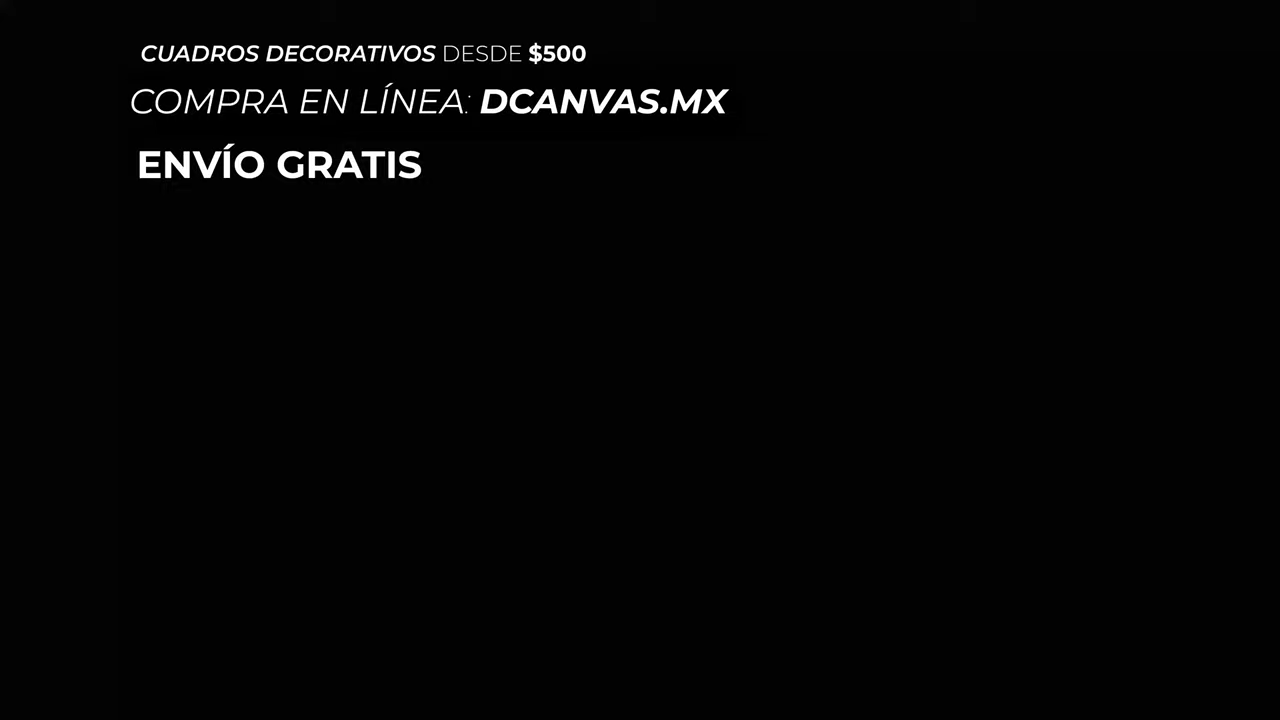 CUADROS DECORATIVOS DESDE $500
COMPRA EN LÍNEA: DCANVAS.MX
ENVÍO GRATIS